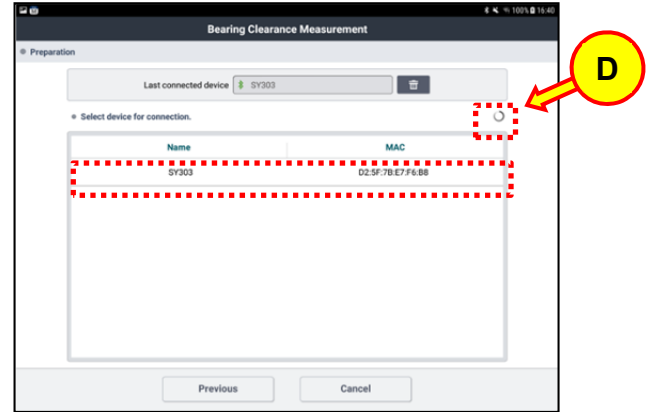 100% 16:40
Bearing Clearance Measurement
Preparation
Last connected device SY303
D
Select device for connection.
Name MAC
SY303 D2:5F:7B:E7:F6:B8
Previous Cancel